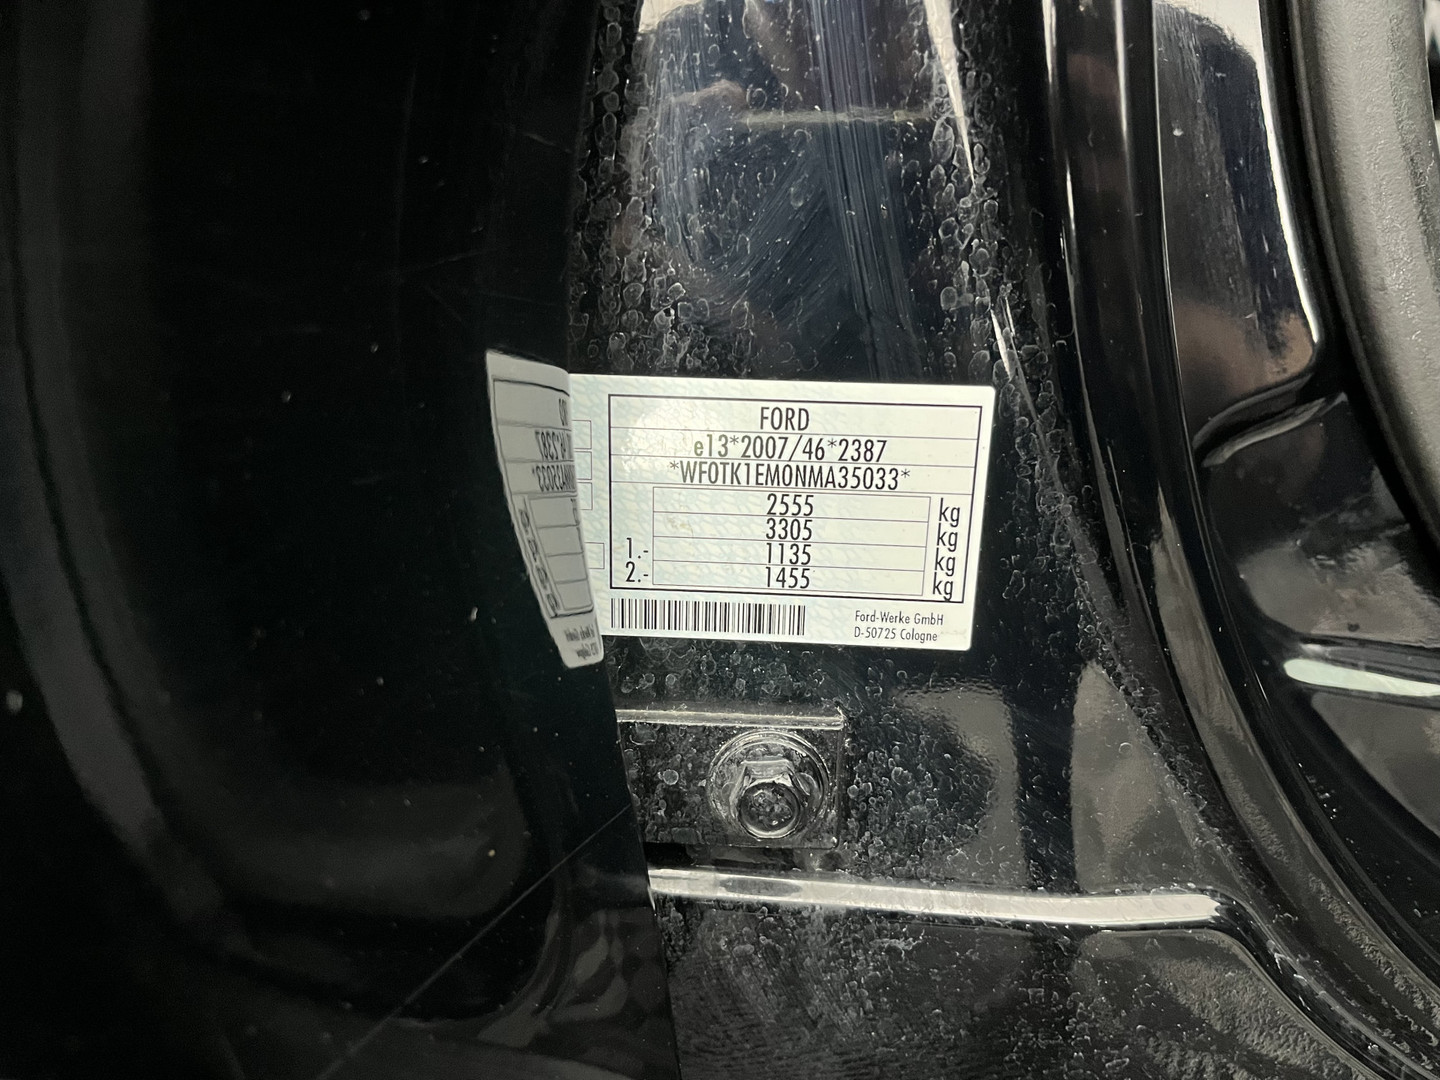 FORD
e13*2007/46*2387
*WF0TK1EM0NMA35033*
2555 kg
3305 kg
1.- 1135 kg
2.- 1455 kg
Ford-Werke GmbH
D-50725 Cologne